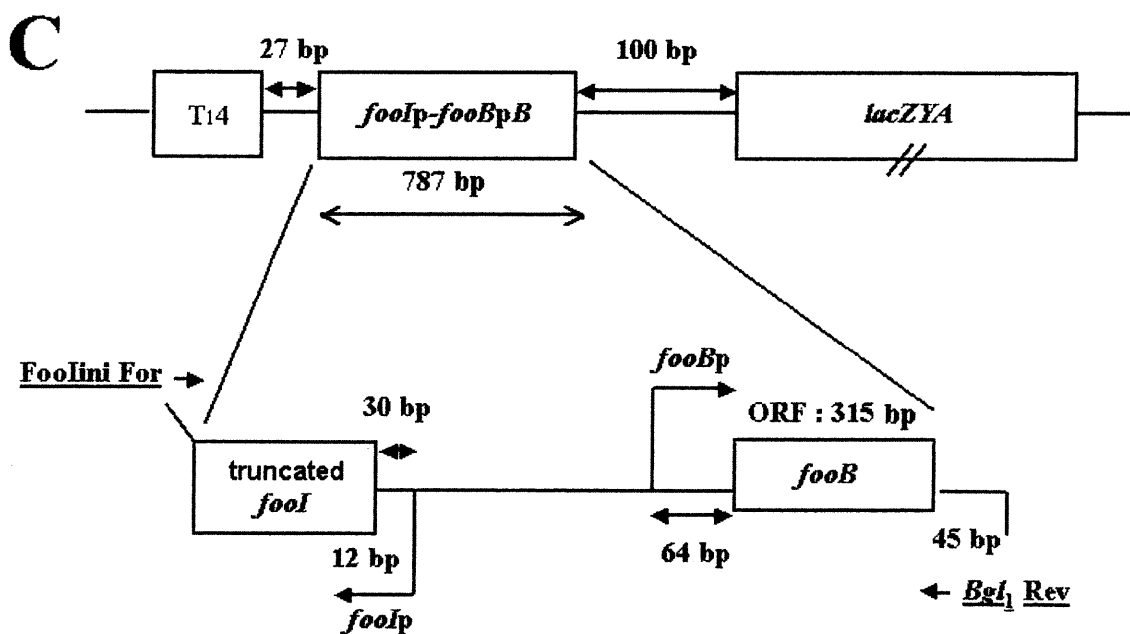 C
27 bp
100 bp
T14
fooIp-fooBpB
lacZYA
787 bp
fooBp
FooIini For
30 bp
ORF : 315 bp
truncated
fooI
fooB
12 bp
64 bp
45 bp
fooIp
BglI Rev